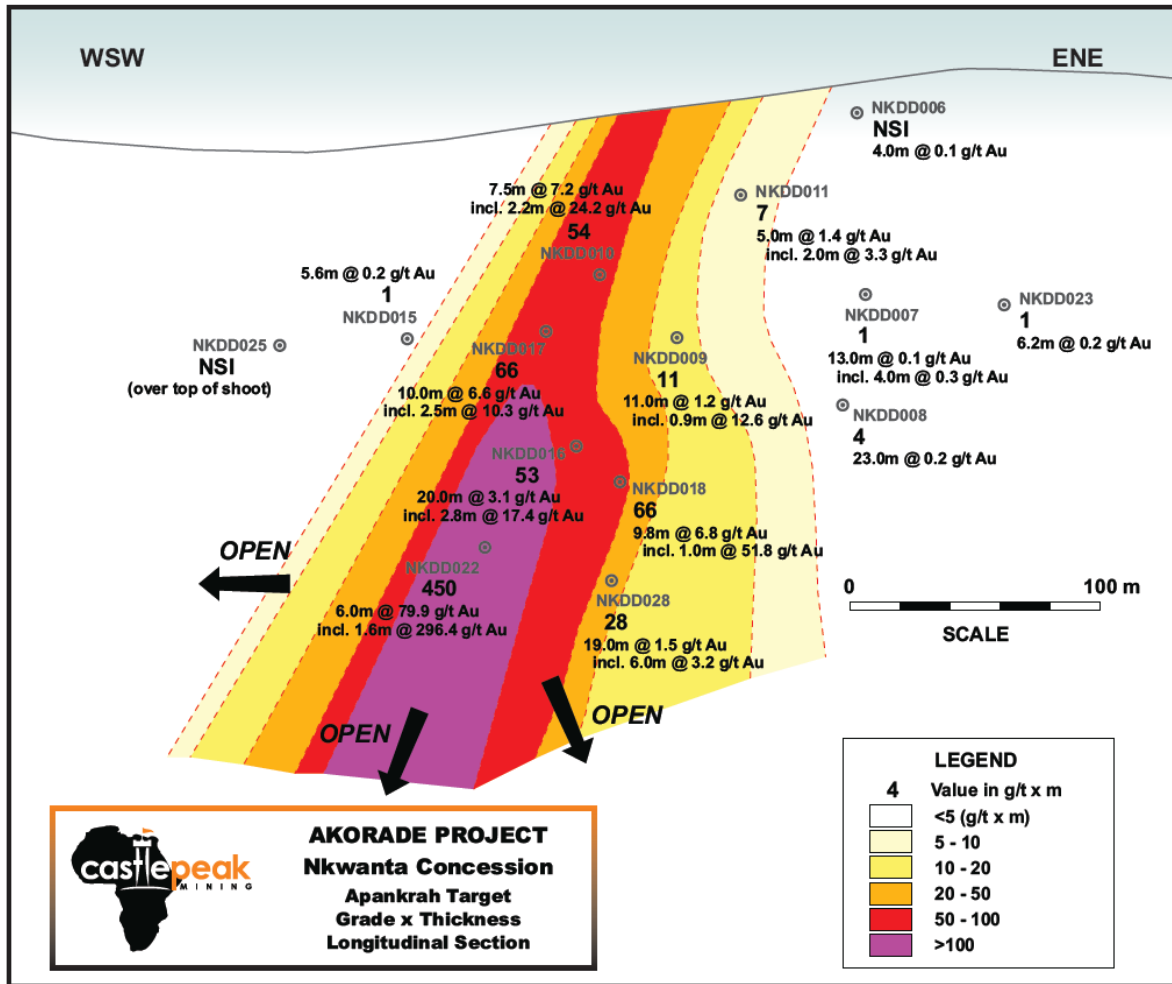 WSW
ENE
NKDD006
NSI
4.0m @ 0.1 g/t Au
7.5m @ 7.2 g/t Au
incl. 2.2m @ 24.2 g/t Au
54
NKDD010
NKDD011
7
5.0m @ 1.4 g/t Au
incl. 2.0m @ 3.3 g/t Au
5.6m @ 0.2 g/t Au
1
NKDD015
NKDD025
NSI
(over top of shoot)
NKDD017
66
10.0m @ 6.6 g/t Au
incl. 2.5m @ 10.3 g/t Au
NKDD009
11
11.0m @ 1.2 g/t Au
incl. 0.9m @ 12.6 g/t Au
NKDD007
1
13.0m @ 0.1 g/t Au
incl. 4.0m @ 0.3 g/t Au
NKDD023
1
6.2m @ 0.2 g/t Au
NKDD008
4
23.0m @ 0.2 g/t Au
NKDD016
53
20.0m @ 3.1 g/t Au
incl. 2.8m @ 17.4 g/t Au
NKDD018
66
9.8m @ 6.8 g/t Au
incl. 1.0m @ 51.8 g/t Au
OPEN
NKDD022
450
6.0m @ 79.9 g/t Au
incl. 1.6m @ 296.4 g/t Au
NKDD028
28
19.0m @ 1.5 g/t Au
incl. 6.0m @ 3.2 g/t Au
0
100 m
SCALE
OPEN
OPEN
LEGEND
4 Value in g/t x m
<5 (g/t x m)
5 - 10
10 - 20
20 - 50
50 - 100
>100
castlepeak
MINING
AKORADE PROJECT
Nkwanta Concession
Apankrah Target
Grade x Thickness
Longitudinal Section